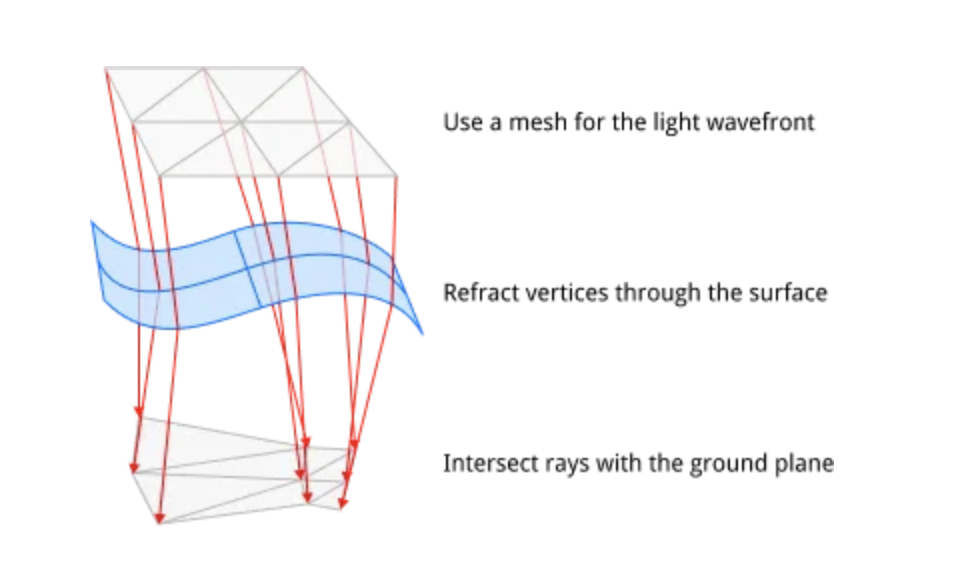 Use a mesh for the light wavefront
Refract vertices through the surface
Intersect rays with the ground plane